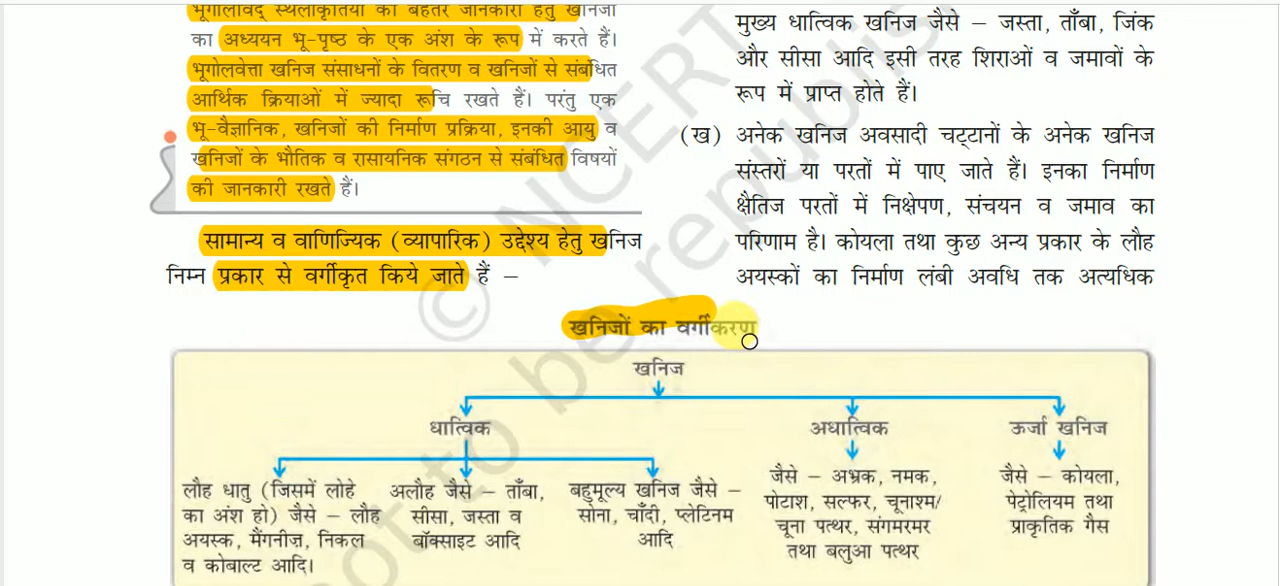 भूगोलविद् स्थलाकृतियों की बेहतर जानकारी हेतु खनिजों
का अध्ययन भू-पृष्ठ के एक अंश के रूप में करते हैं।
भूगोलवेत्ता खनिज संसाधनों के वितरण व खनिजों से संबंधित
आर्थिक क्रियाओं में ज्यादा रूचि रखते हैं। परंतु एक
भू-वैज्ञानिक, खनिजों की निर्माण प्रक्रिया, इनकी आयु व
खनिजों के भौतिक व रासायनिक संगठन से संबंधित विषयों
की जानकारी रखते हैं।
सामान्य व वाणिज्यिक (व्यापारिक) उद्देश्य हेतु खनिज
निम्न प्रकार से वर्गीकृत किये जाते हैं –
मुख्य धात्विक खनिज जैसे – जस्ता, ताँबा, जिंक
और सीसा आदि इसी तरह शिराओं व जमावों के
रूप में प्राप्त होते हैं।
(ख) अनेक खनिज अवसादी चट्टानों के अनेक खनिज
संस्तरों या परतों में पाए जाते हैं। इनका निर्माण
क्षैतिज परतों में निक्षेपण, संचयन व जमाव का
परिणाम है। कोयला तथा कुछ अन्य प्रकार के लौह
अयस्कों का निर्माण लंबी अवधि तक अत्यधिक
खनिजों का वर्गीकरण
खनिज
धात्विक
अधात्विक
ऊर्जा खनिज
लौह धातु (जिसमें लोहे
का अंश हो) जैसे – लौह
अयस्क, मैंगनीज़, निकल
व कोबाल्ट आदि।
अलौह जैसे – ताँबा,
सीसा, जस्ता व
बॉक्साइट आदि
बहुमूल्य खनिज जैसे –
सोना, चाँदी, प्लेटिनम
आदि
जैसे – अभ्रक, नमक,
पोटाश, सल्फर, चूनाश्म/
चूना पत्थर, संगमरमर
तथा बलुआ पत्थर
जैसे – कोयला,
पेट्रोलियम तथा
प्राकृतिक गैस
© NCERT
not to be republis